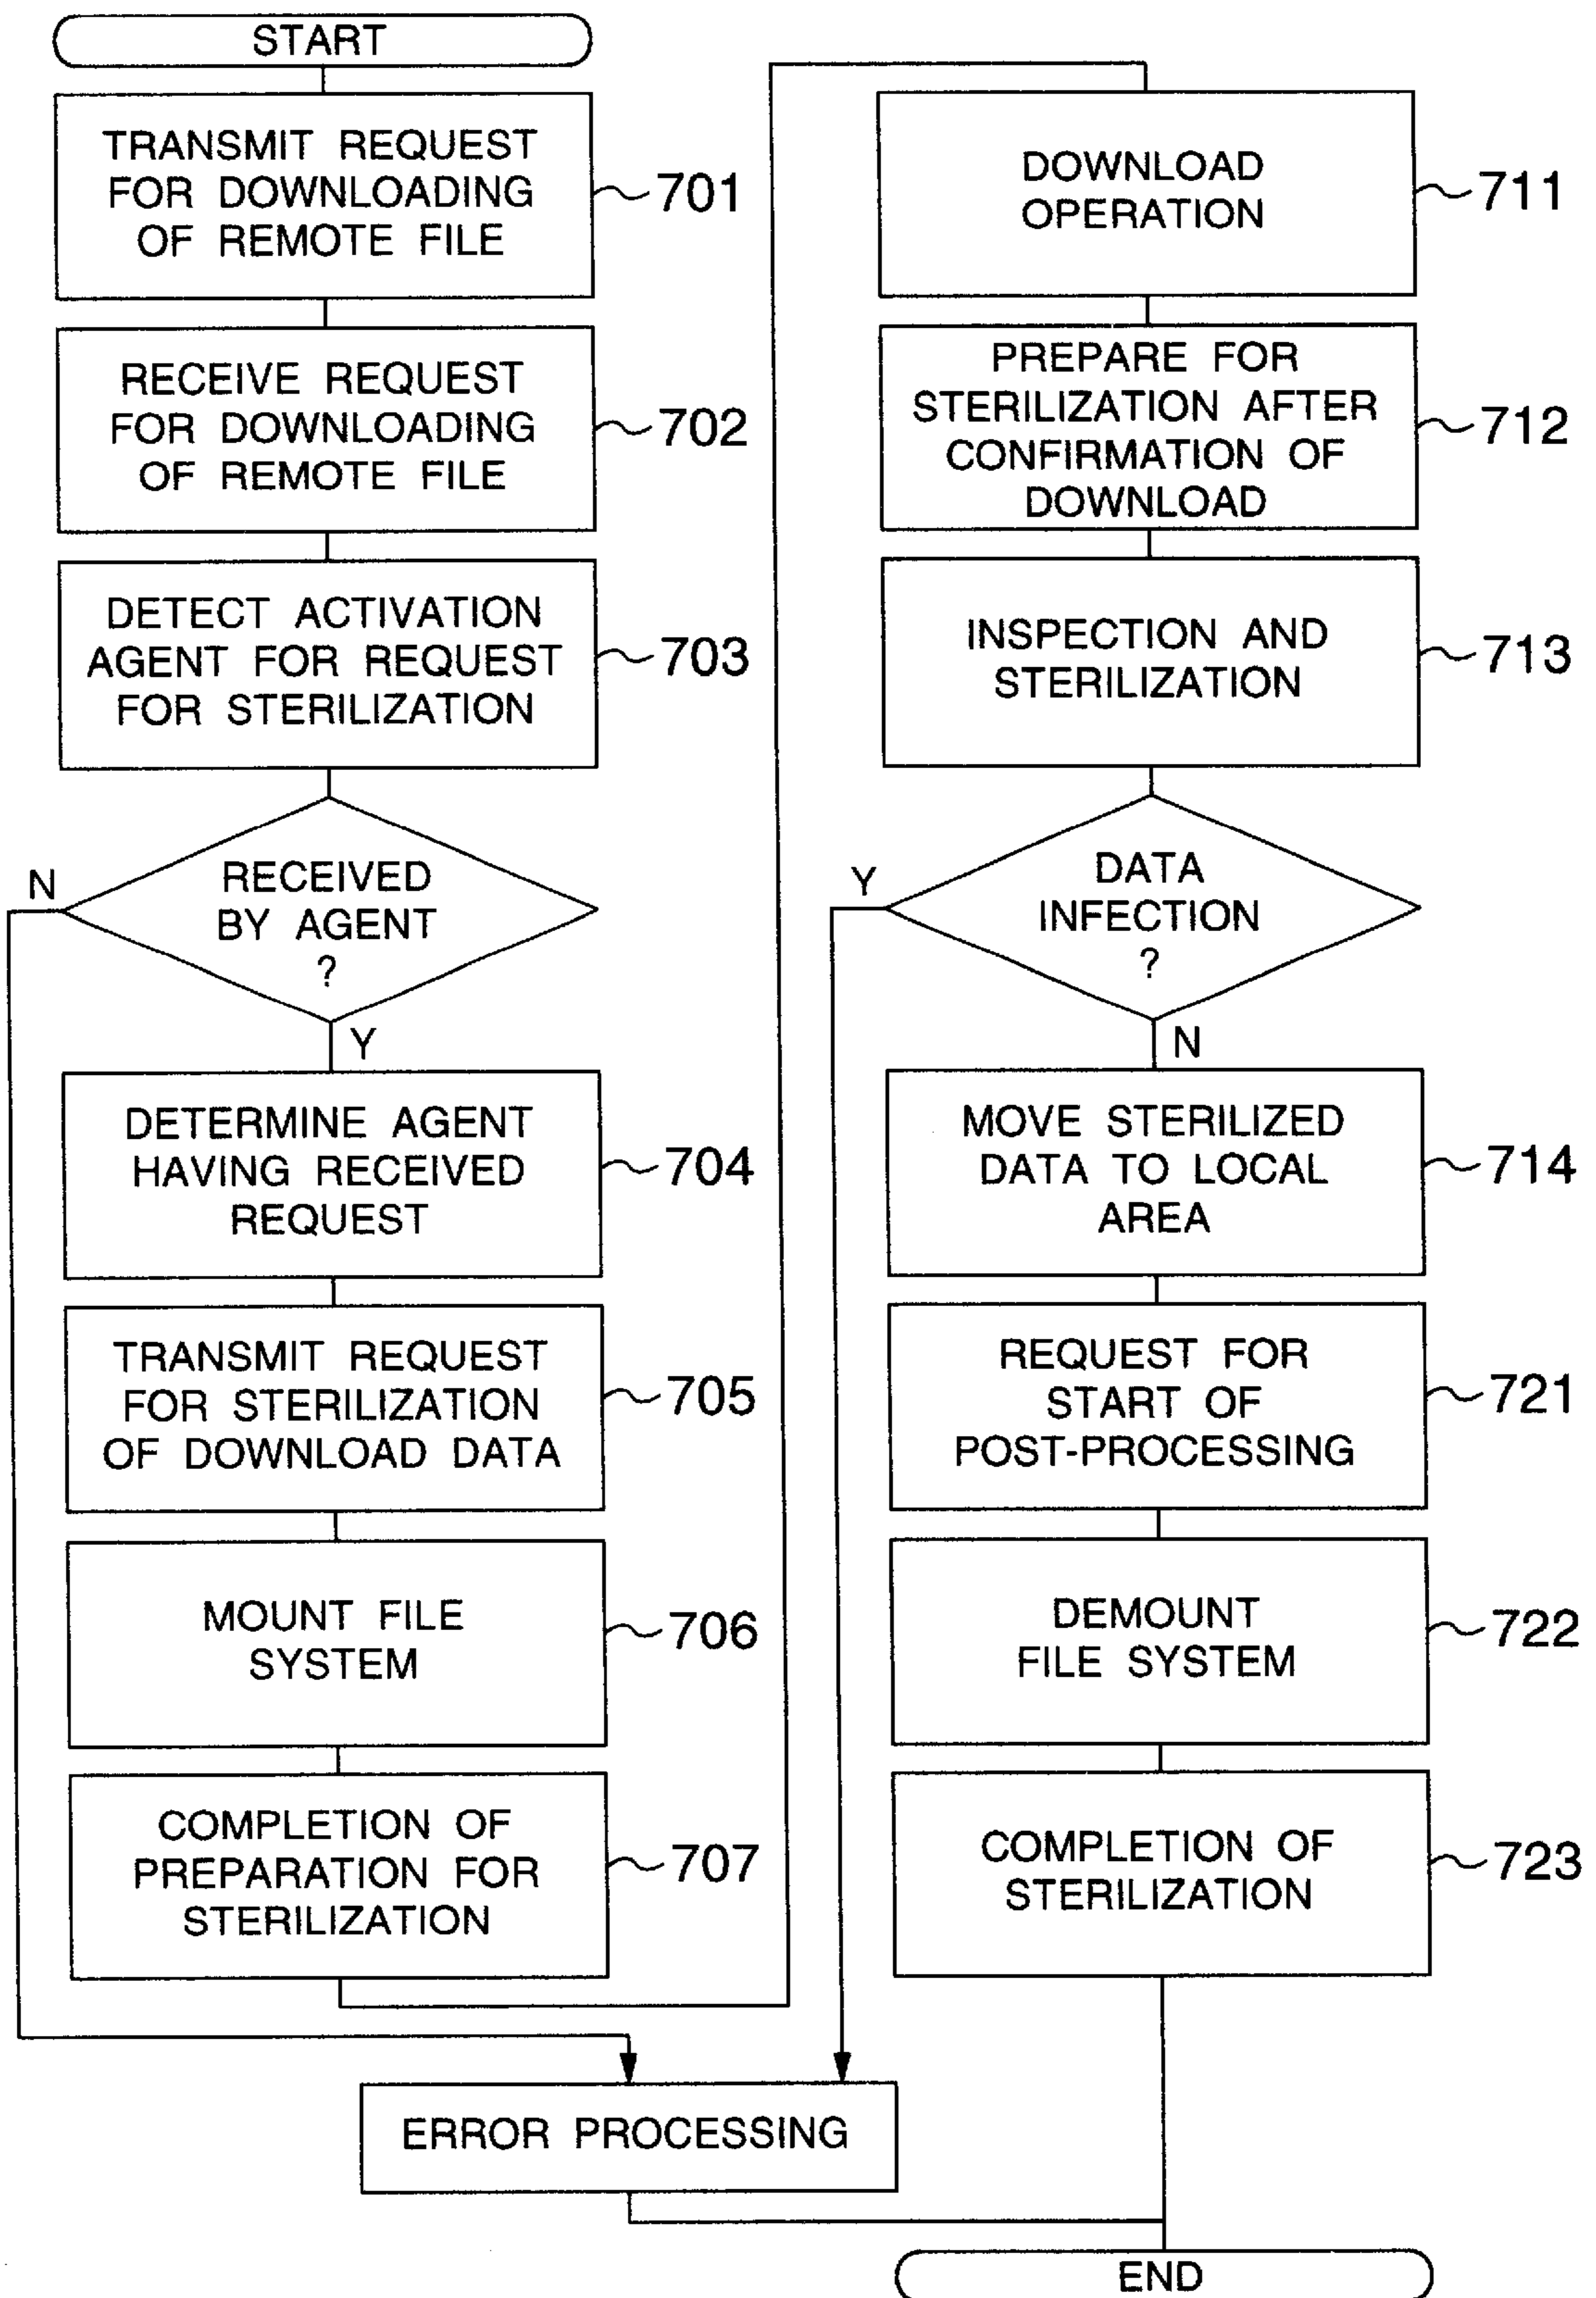 START
TRANSMIT REQUEST
FOR DOWNLOADING
OF REMOTE FILE
701
RECEIVE REQUEST
FOR DOWNLOADING
OF REMOTE FILE
702
DETECT ACTIVATION
AGENT FOR REQUEST
FOR STERILIZATION
703
N
RECEIVED
BY AGENT
?
Y
DETERMINE AGENT
HAVING RECEIVED
REQUEST
704
TRANSMIT REQUEST
FOR STERILIZATION
OF DOWNLOAD DATA
705
MOUNT FILE
SYSTEM
706
COMPLETION OF
PREPARATION FOR
STERILIZATION
707
DOWNLOAD
OPERATION
711
PREPARE FOR
STERILIZATION AFTER
CONFIRMATION OF
DOWNLOAD
712
INSPECTION AND
STERILIZATION
713
Y
DATA
INFECTION
?
N
MOVE STERILIZED
DATA TO LOCAL
AREA
714
REQUEST FOR
START OF
POST-PROCESSING
721
DEMOUNT
FILE SYSTEM
722
COMPLETION OF
STERILIZATION
723
ERROR PROCESSING
END